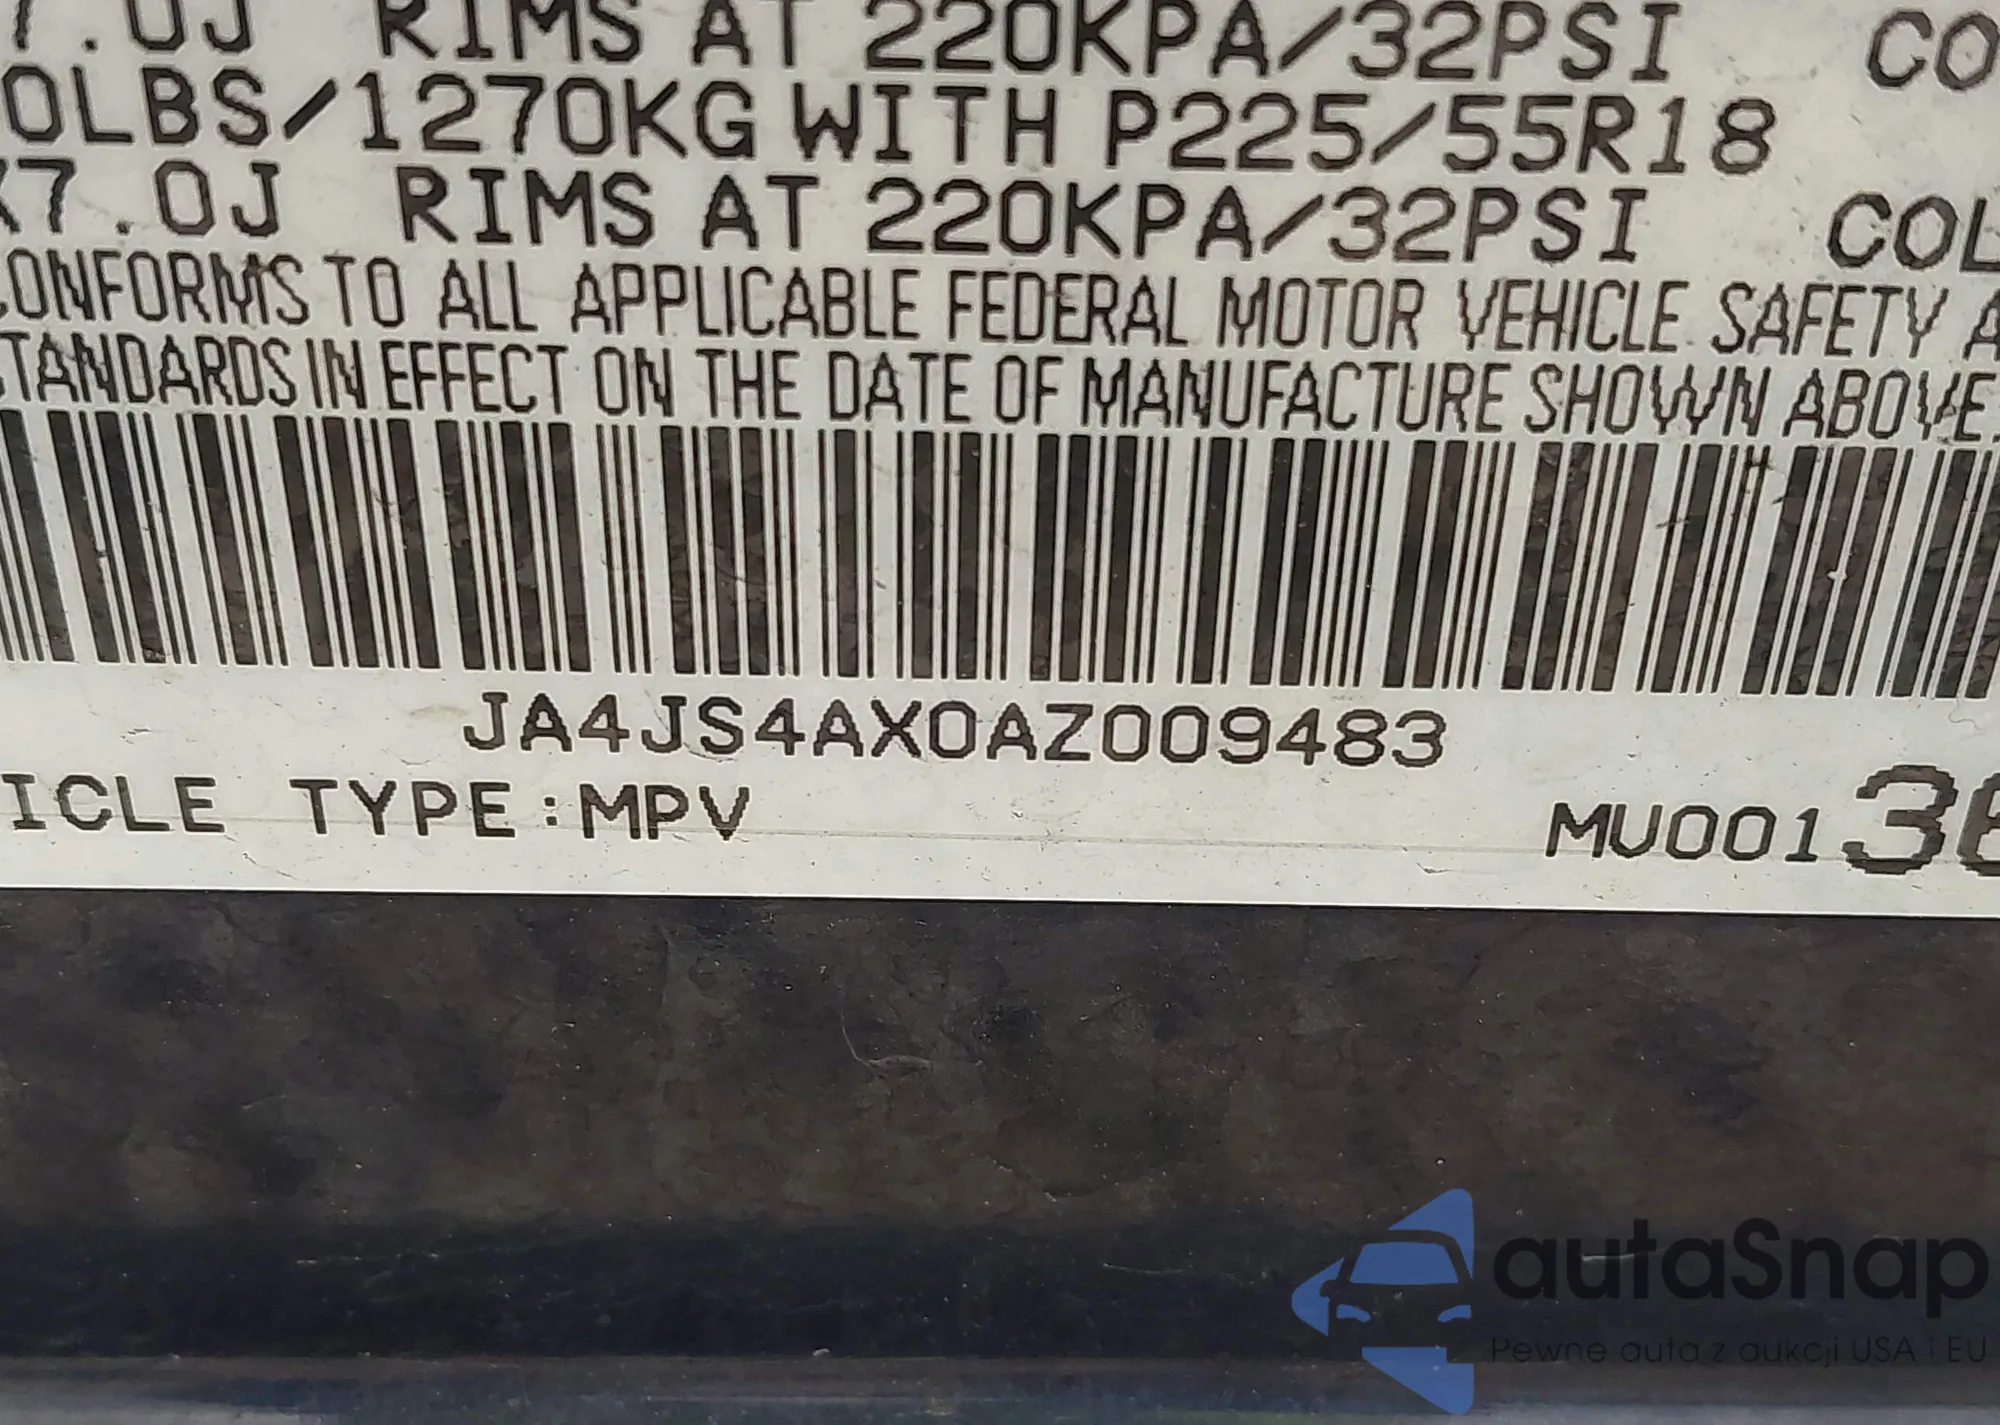 7.0J RIMS AT 220KPA/32PSI CO
0LBS/1270KG WITH P225/55R18
X7.0J RIMS AT 220KPA/32PSI COL
CONFORMS TO ALL APPLICABLE FEDERAL MOTOR VEHICLE SAFETY A
STANDARDS IN EFFECT ON THE DATE OF MANUFACTURE SHOWN ABOVE.
JA4JS4AX0AZ009483
ICLE TYPE:MPV MU00136
autaSnap
Pewne auta z aukcji USA i EU